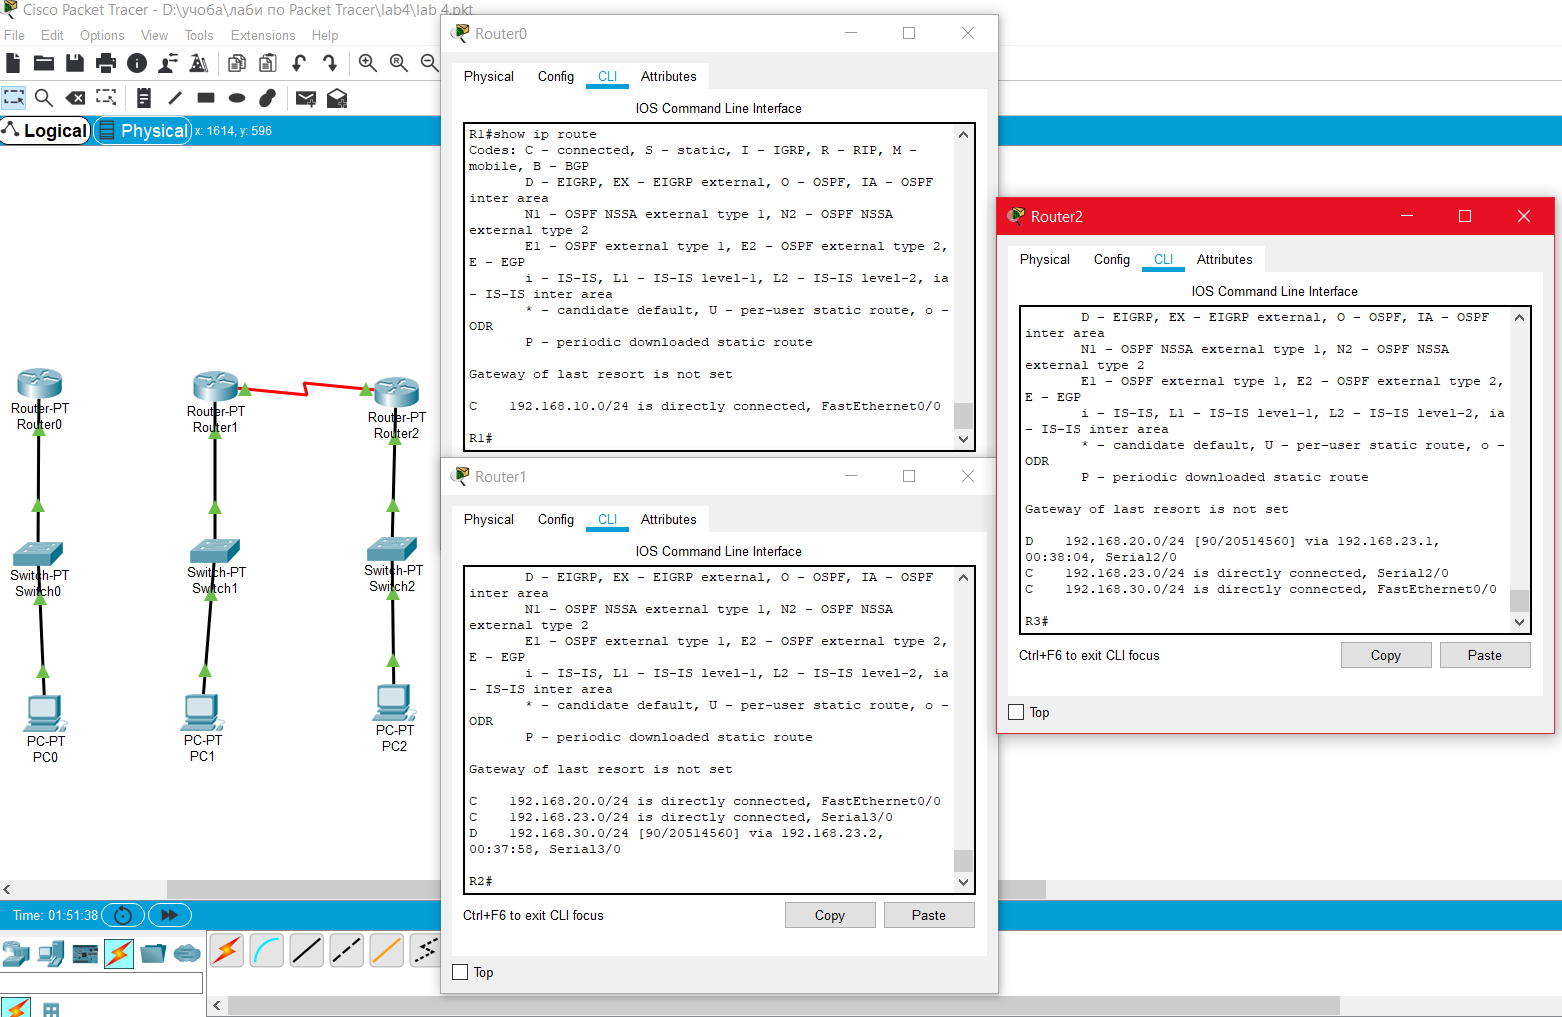 Cisco Packet Tracer - D:\учоба\лаби по Packet Tracer\lab4\lab 4.pkt
File Edit Options View Tools Extensions Help
Logical Physical x: 1614, y: 596
Router-PT
Router0
Router-PT
Router1
Router-PT
Router2
Switch-PT
Switch0
Switch-PT
Switch1
Switch-PT
Switch2
PC-PT
PC0
PC-PT
PC1
PC-PT
PC2
Time: 01:51:38
Router0
Physical Config CLI Attributes
IOS Command Line Interface
R1#show ip route
Codes: C - connected, S - static, I - IGRP, R - RIP, M -
mobile, B - BGP
D - EIGRP, EX - EIGRP external, O - OSPF, IA - OSPF
inter area
N1 - OSPF NSSA external type 1, N2 - OSPF NSSA
external type 2
E1 - OSPF external type 1, E2 - OSPF external type 2,
E - EGP
i - IS-IS, L1 - IS-IS level-1, L2 - IS-IS level-2, ia
- IS-IS inter area
* - candidate default, U - per-user static route, o -
ODR
P - periodic downloaded static route
Gateway of last resort is not set
C 192.168.10.0/24 is directly connected, FastEthernet0/0
R1#
Router1
Physical Config CLI Attributes
IOS Command Line Interface
D - EIGRP, EX - EIGRP external, O - OSPF, IA - OSPF
inter area
N1 - OSPF NSSA external type 1, N2 - OSPF NSSA
external type 2
E1 - OSPF external type 1, E2 - OSPF external type 2,
E - EGP
i - IS-IS, L1 - IS-IS level-1, L2 - IS-IS level-2, ia
- IS-IS inter area
* - candidate default, U - per-user static route, o -
ODR
P - periodic downloaded static route
Gateway of last resort is not set
C 192.168.20.0/24 is directly connected, FastEthernet0/0
C 192.168.23.0/24 is directly connected, Serial3/0
D 192.168.30.0/24 [90/20514560] via 192.168.23.2,
00:37:58, Serial3/0
R2#
Ctrl+F6 to exit CLI focus
Copy Paste
Top
Router2
Physical Config CLI Attributes
IOS Command Line Interface
D - EIGRP, EX - EIGRP external, O - OSPF, IA - OSPF
inter area
N1 - OSPF NSSA external type 1, N2 - OSPF NSSA
external type 2
E1 - OSPF external type 1, E2 - OSPF external type 2,
E - EGP
i - IS-IS, L1 - IS-IS level-1, L2 - IS-IS level-2, ia
- IS-IS inter area
* - candidate default, U - per-user static route, o -
ODR
P - periodic downloaded static route
Gateway of last resort is not set
D 192.168.20.0/24 [90/20514560] via 192.168.23.1,
00:38:04, Serial2/0
C 192.168.23.0/24 is directly connected, Serial2/0
C 192.168.30.0/24 is directly connected, FastEthernet0/0
R3#
Ctrl+F6 to exit CLI focus
Copy Paste
Top